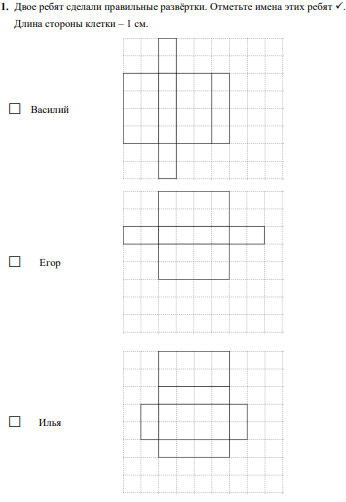 1. Двое ребят сделали правильные развёртки. Отметьте имена этих ребят ✓.
Длина стороны клетки – 1 см.
Василий
Егор
Илья